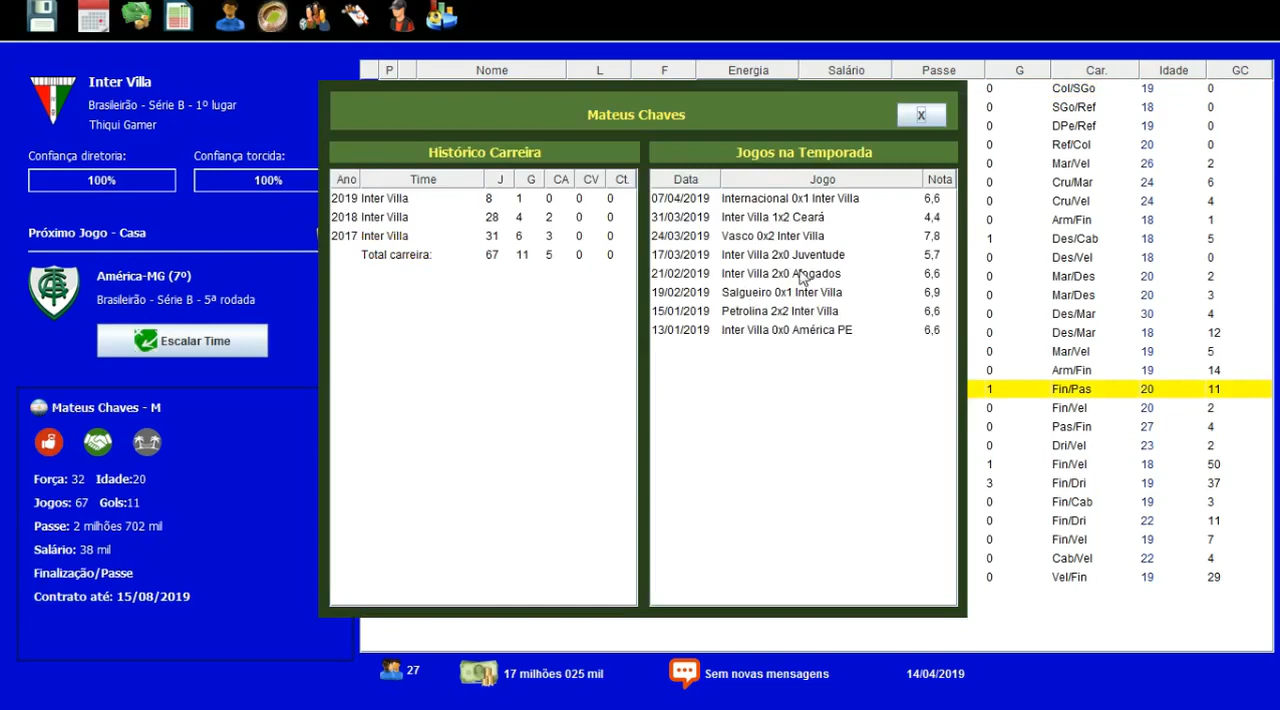 P Nome L F Energia Salário Passe G Car. Idade GC
Inter Villa
Brasileirão - Série B - 1º lugar
Thiqui Gamer
Confiança diretoria: Confiança torcida:
100% 100%
Próximo Jogo - Casa
América-MG (7º)
Brasileirão - Série B - 5ª rodada
Escalar Time
Mateus Chaves - M
Força: 32 Idade:20
Jogos: 67 Gols:11
Passe: 2 milhões 702 mil
Salário: 38 mil
Finalização/Passe
Contrato até: 15/08/2019
Mateus Chaves
X
Histórico Carreira
Ano Time J G CA CV Ct.
2019 Inter Villa 8 1 0 0 0
2018 Inter Villa 28 4 2 0 0
2017 Inter Villa 31 6 3 0 0
Total carreira: 67 11 5 0 0
Jogos na Temporada
Data Jogo Nota
07/04/2019 Internacional 0x1 Inter Villa 6,6
31/03/2019 Inter Villa 1x2 Ceará 4,4
24/03/2019 Vasco 0x2 Inter Villa 7,8
17/03/2019 Inter Villa 2x0 Juventude 5,7
21/02/2019 Inter Villa 2x0 Afogados 6,6
19/02/2019 Salgueiro 0x1 Inter Villa 6,9
15/01/2019 Petrolina 2x2 Inter Villa 6,6
13/01/2019 Inter Villa 0x0 América PE 6,6
0 Col/SGo 19 0
0 SGo/Ref 18 0
0 DPe/Ref 19 0
0 Ref/Col 20 0
0 Mar/Vel 26 2
0 Cru/Mar 24 6
0 Cru/Vel 24 4
0 Arm/Fin 18 1
1 Des/Cab 18 5
0 Des/Vel 18 0
0 Mar/Des 20 2
0 Mar/Des 20 3
0 Des/Mar 30 4
0 Des/Mar 18 12
0 Mar/Vel 19 5
0 Arm/Fin 19 14
1 Fin/Pas 20 11
0 Fin/Vel 20 2
0 Pas/Fin 27 4
0 Dri/Vel 23 2
1 Fin/Vel 18 50
3 Fin/Dri 19 37
0 Fin/Cab 19 3
0 Fin/Dri 22 11
0 Fin/Vel 19 7
0 Cab/Vel 22 4
0 Vel/Fin 19 29
27 17 milhões 025 mil Sem novas mensagens 14/04/2019